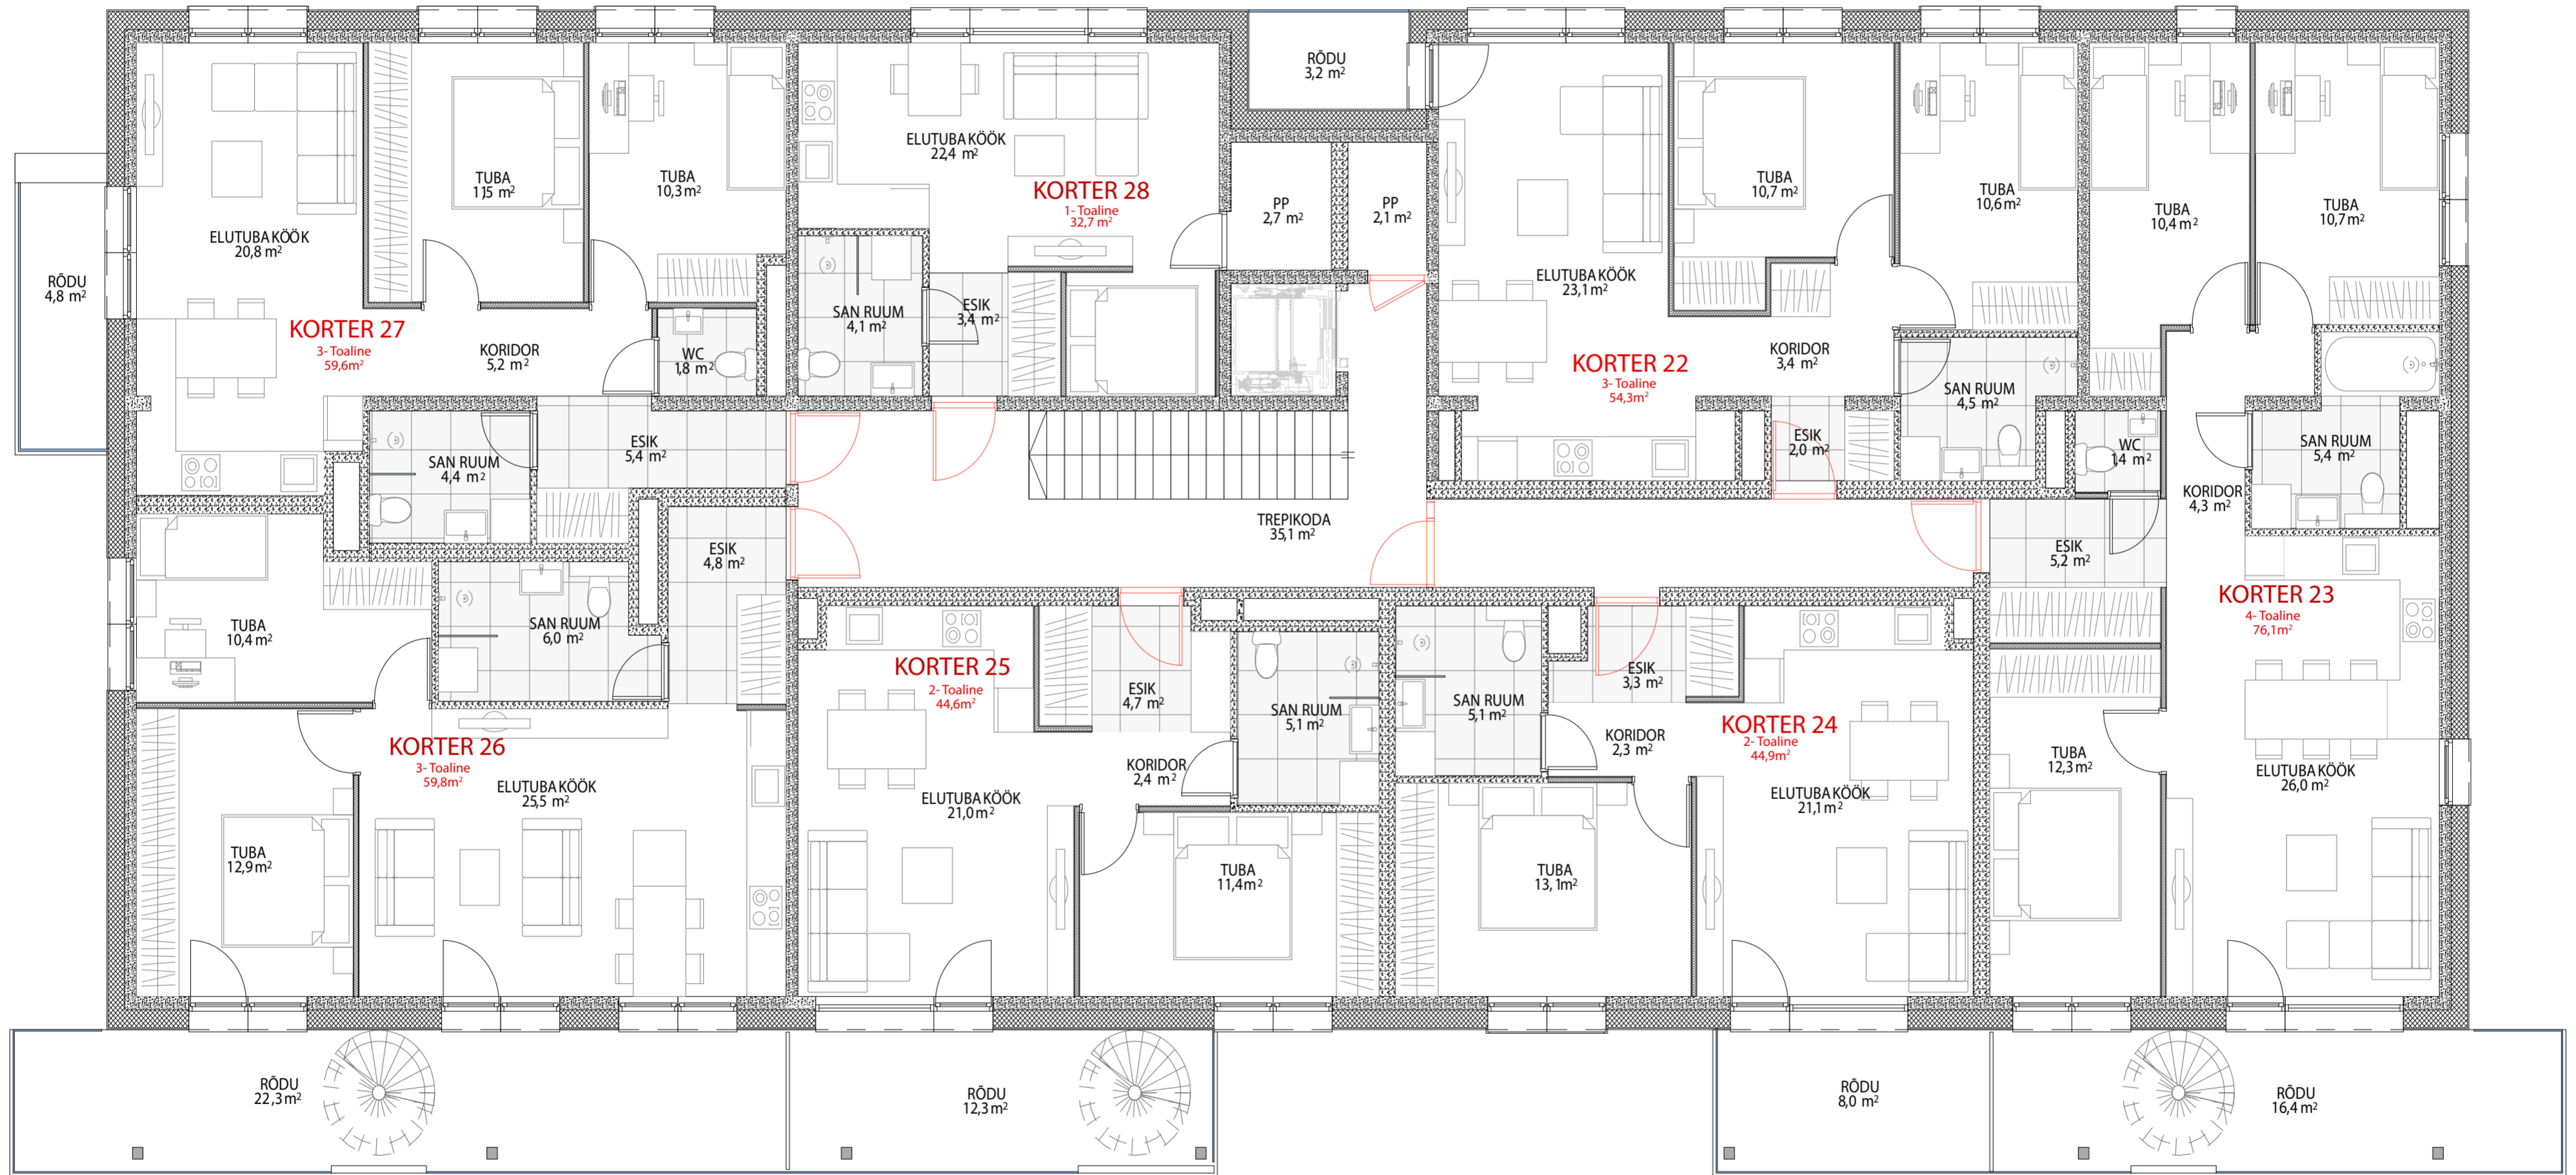 RÕDU
3,2 m²
ELUTUBA KÖÖK
20,8 m²
TUBA
11,5 m²
TUBA
10,3 m²
ELUTUBA KÖÖK
22,4 m²
KORTER 28
1- Toaline
32,7 m²
PP
2,7 m²
PP
2,1 m²
ELUTUBA KÖÖK
23,1 m²
TUBA
10,7 m²
TUBA
10,6 m²
TUBA
10,4 m²
TUBA
10,7 m²
RÕDU
4,8 m²
KORTER 27
3- Toaline
59,6m²
KORIDOR
5,2 m²
WC
1,8 m²
SAN RUUM
4,1 m²
ESIK
3,4 m²
KORTER 22
3- Toaline
54,3m²
KORIDOR
3,4 m²
SAN RUUM
4,5 m²
SAN RUUM
4,4 m²
ESIK
5,4 m²
ESIK
2,0 m²
WC
1,4 m²
SAN RUUM
5,4 m²
KORIDOR
4,3 m²
TREPIKODA
35,1 m²
ESIK
4,8 m²
ESIK
5,2 m²
TUBA
10,4 m²
SAN RUUM
6,0 m²
KORTER 23
4- Toaline
76,1m²
KORTER 25
2- Toaline
44,6m²
ESIK
4,7 m²
SAN RUUM
5,1 m²
SAN RUUM
5,1 m²
ESIK
3,3 m²
KORIDOR
2,3 m²
KORTER 24
2- Toaline
44,9m²
KORTER 26
3- Toaline
59,8m²
ELUTUBA KÖÖK
25,5 m²
KORIDOR
2,4 m²
ELUTUBA KÖÖK
21,0 m²
ELUTUBA KÖÖK
21,1 m²
TUBA
12,3 m²
ELUTUBA KÖÖK
26,0 m²
TUBA
12,9 m²
TUBA
11,4 m²
TUBA
13,1 m²
RÕDU
22,3 m²
RÕDU
12,3 m²
RÕDU
8,0 m²
RÕDU
16,4 m²